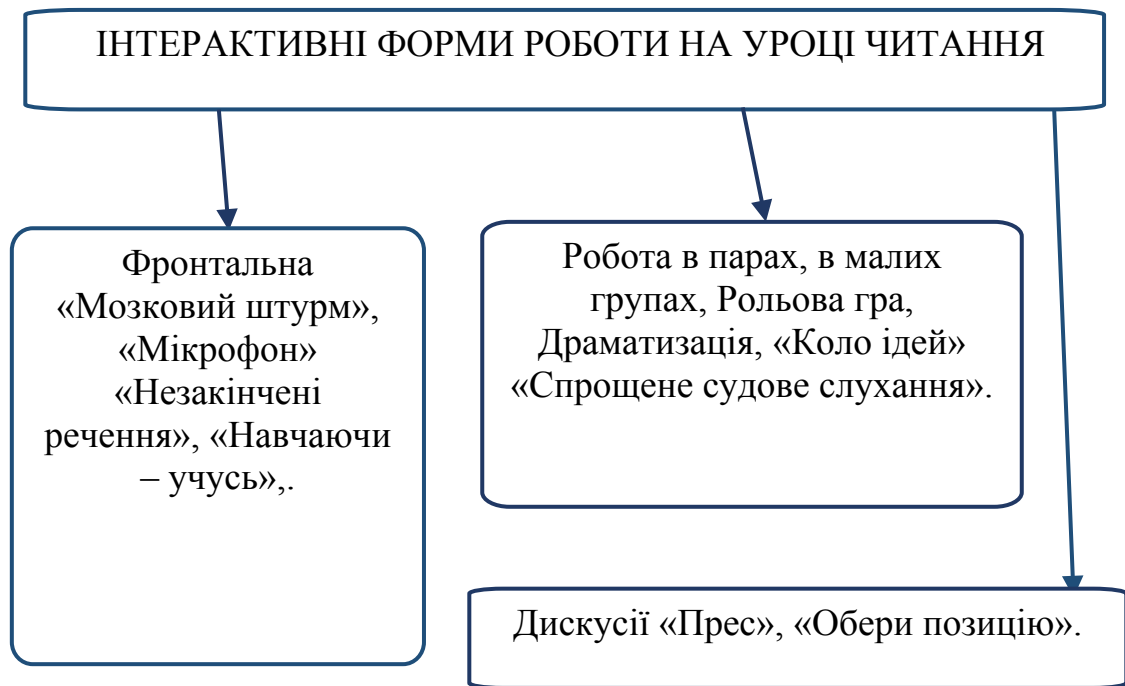 ІНТЕРАКТИВНІ ФОРМИ РОБОТИ НА УРОЦІ ЧИТАННЯ
Фронтальна
«Мозковий штурм»,
«Мікрофон»
«Незакінчені
речення», «Навчаючи
– учусь»,.
Робота в парах, в малих
групах, Рольова гра,
Драматизація, «Коло ідей»
«Спрощене судове слухання».
Дискусії «Прес», «Обери позицію».